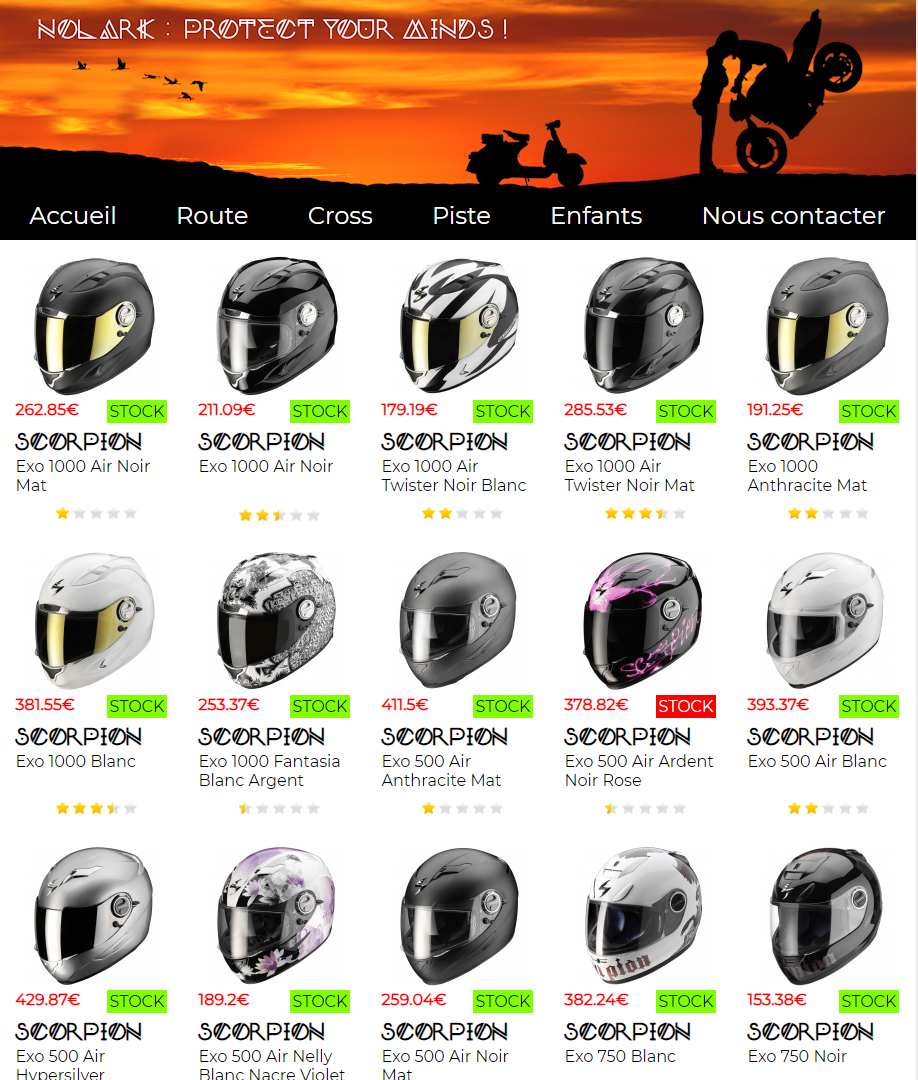 NOLARK : PROTECT YOUR MINDS !
Accueil Route Cross Piste Enfants Nous contacter
262.85€ STOCK 211.09€ STOCK 179.19€ STOCK 285.53€ STOCK 191.25€ STOCK
SCORPION SCORPION SCORPION SCORPION SCORPION
Exo 1000 Air Noir Exo 1000 Air Noir Exo 1000 Air Exo 1000 Air Exo 1000
Mat Twister Noir Blanc Twister Noir Mat Anthracite Mat
Scorpion
381.55€ STOCK 253.37€ STOCK 411.5€ STOCK 378.82€ STOCK 393.37€ STOCK
SCORPION SCORPION SCORPION SCORPION SCORPION
Exo 1000 Blanc Exo 1000 Fantasia Exo 500 Air Exo 500 Air Ardent Exo 500 Air Blanc
Blanc Argent Anthracite Mat Noir Rose
429.87€ STOCK 189.2€ STOCK 259.04€ STOCK 382.24€ STOCK 153.38€ STOCK
SCORPION SCORPION SCORPION SCORPION SCORPION
Exo 500 Air Exo 500 Air Nelly Exo 500 Air Noir Exo 750 Blanc Exo 750 Noir
Hypersilver Blanc Nacre Violet Mat